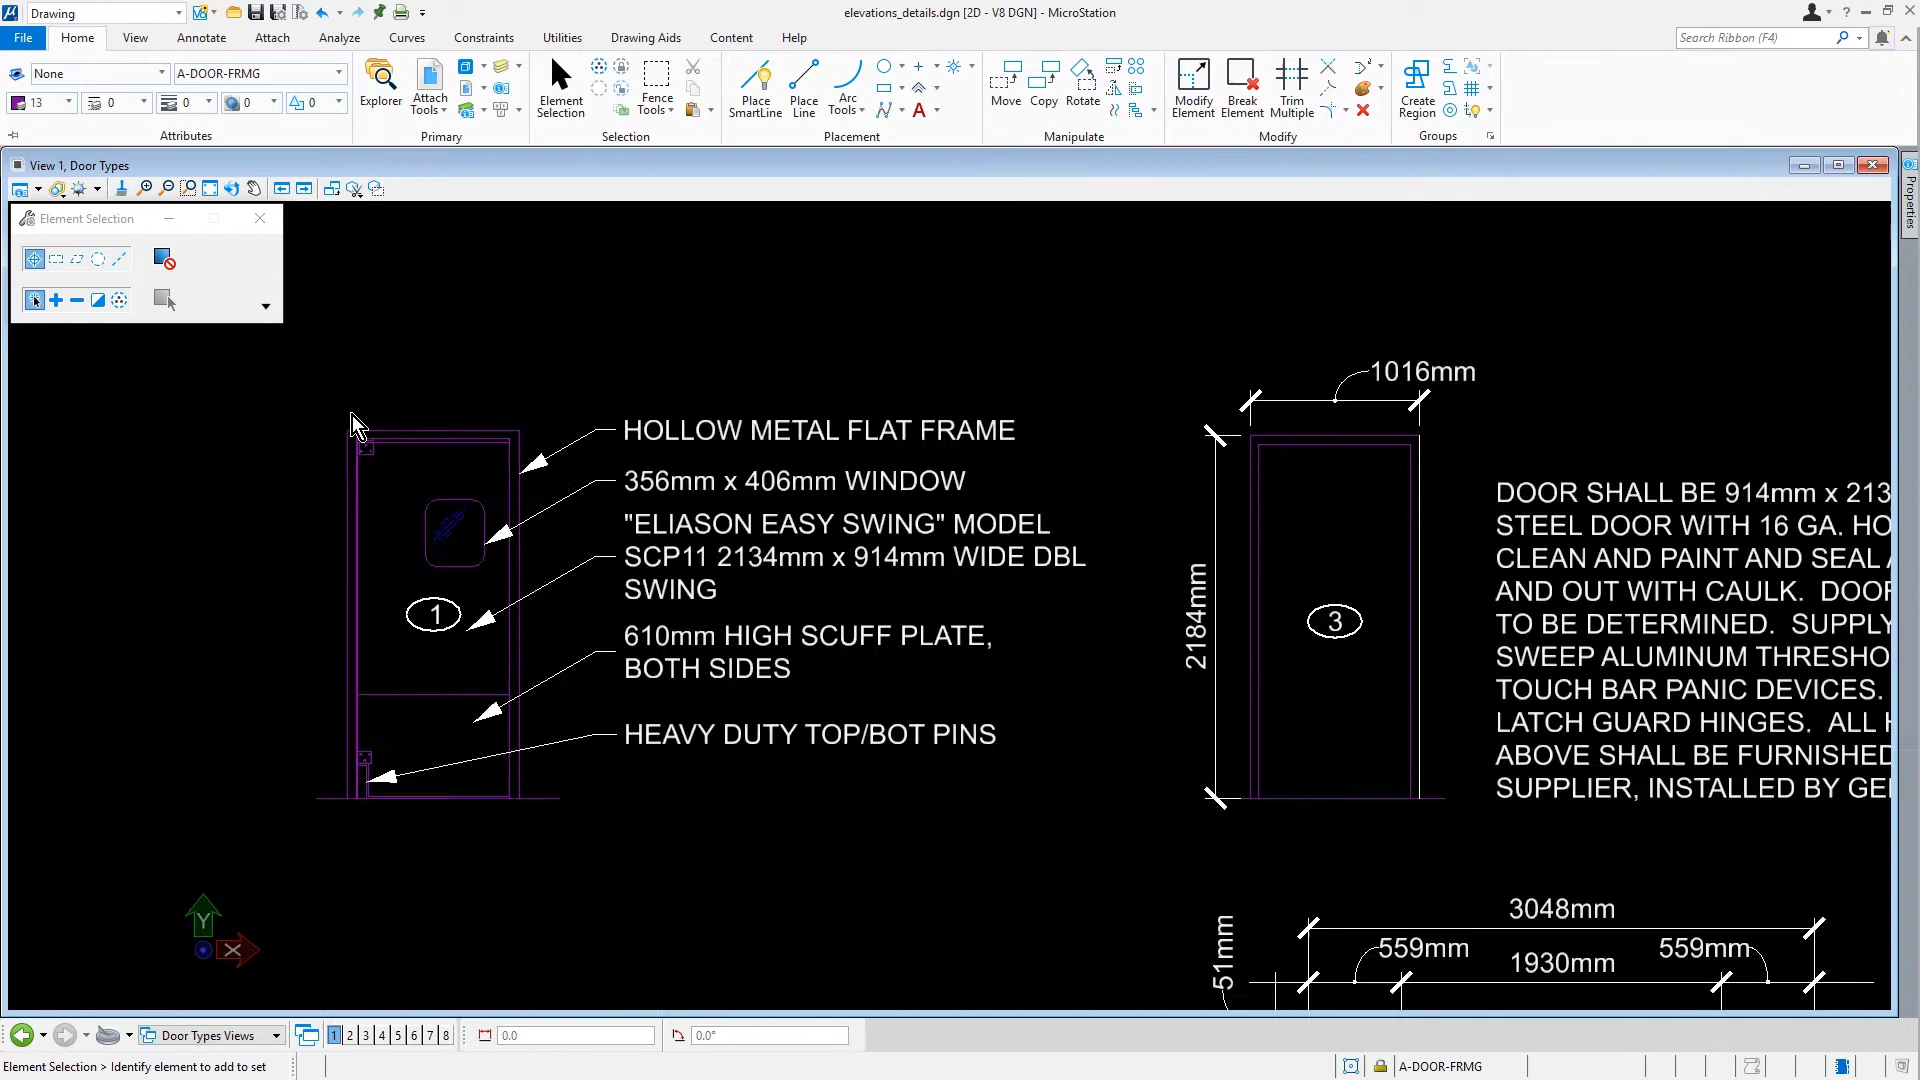 Drawing
elevations_details.dgn [2D - V8 DGN] - MicroStation
File Home View Annotate Attach Analyze Curves Constraints Utilities Drawing Aids Content Help
Search Ribbon (F4)
None
A-DOOR-FRMG
13 0 0 0 0
Attributes
Explorer
Attach Tools
Primary
Element Selection
Fence Tools
Selection
Place SmartLine
Place Line
Arc Tools
Placement
Move
Copy
Rotate
Manipulate
Modify Element
Break Element
Trim Multiple
Modify
Create Region
Groups
View 1, Door Types
Properties
Element Selection
1016mm
HOLLOW METAL FLAT FRAME
356mm x 406mm WINDOW
"ELIASON EASY SWING" MODEL
SCP11 2134mm x 914mm WIDE DBL
SWING
610mm HIGH SCUFF PLATE,
BOTH SIDES
HEAVY DUTY TOP/BOT PINS
1
2184mm
3
DOOR SHALL BE 914mm x 213
STEEL DOOR WITH 16 GA. HO
CLEAN AND PAINT AND SEAL A
AND OUT WITH CAULK. DOOR
TO BE DETERMINED. SUPPLY
SWEEP ALUMINUM THRESHO
TOUCH BAR PANIC DEVICES.
LATCH GUARD HINGES. ALL H
ABOVE SHALL BE FURNISHED
SUPPLIER, INSTALLED BY GE
3048mm
559mm
1930mm
559mm
51mm
Y
X
Door Types Views
1 2 3 4 5 6 7 8
0.0
0.0°
Element Selection > Identify element to add to set
A-DOOR-FRMG